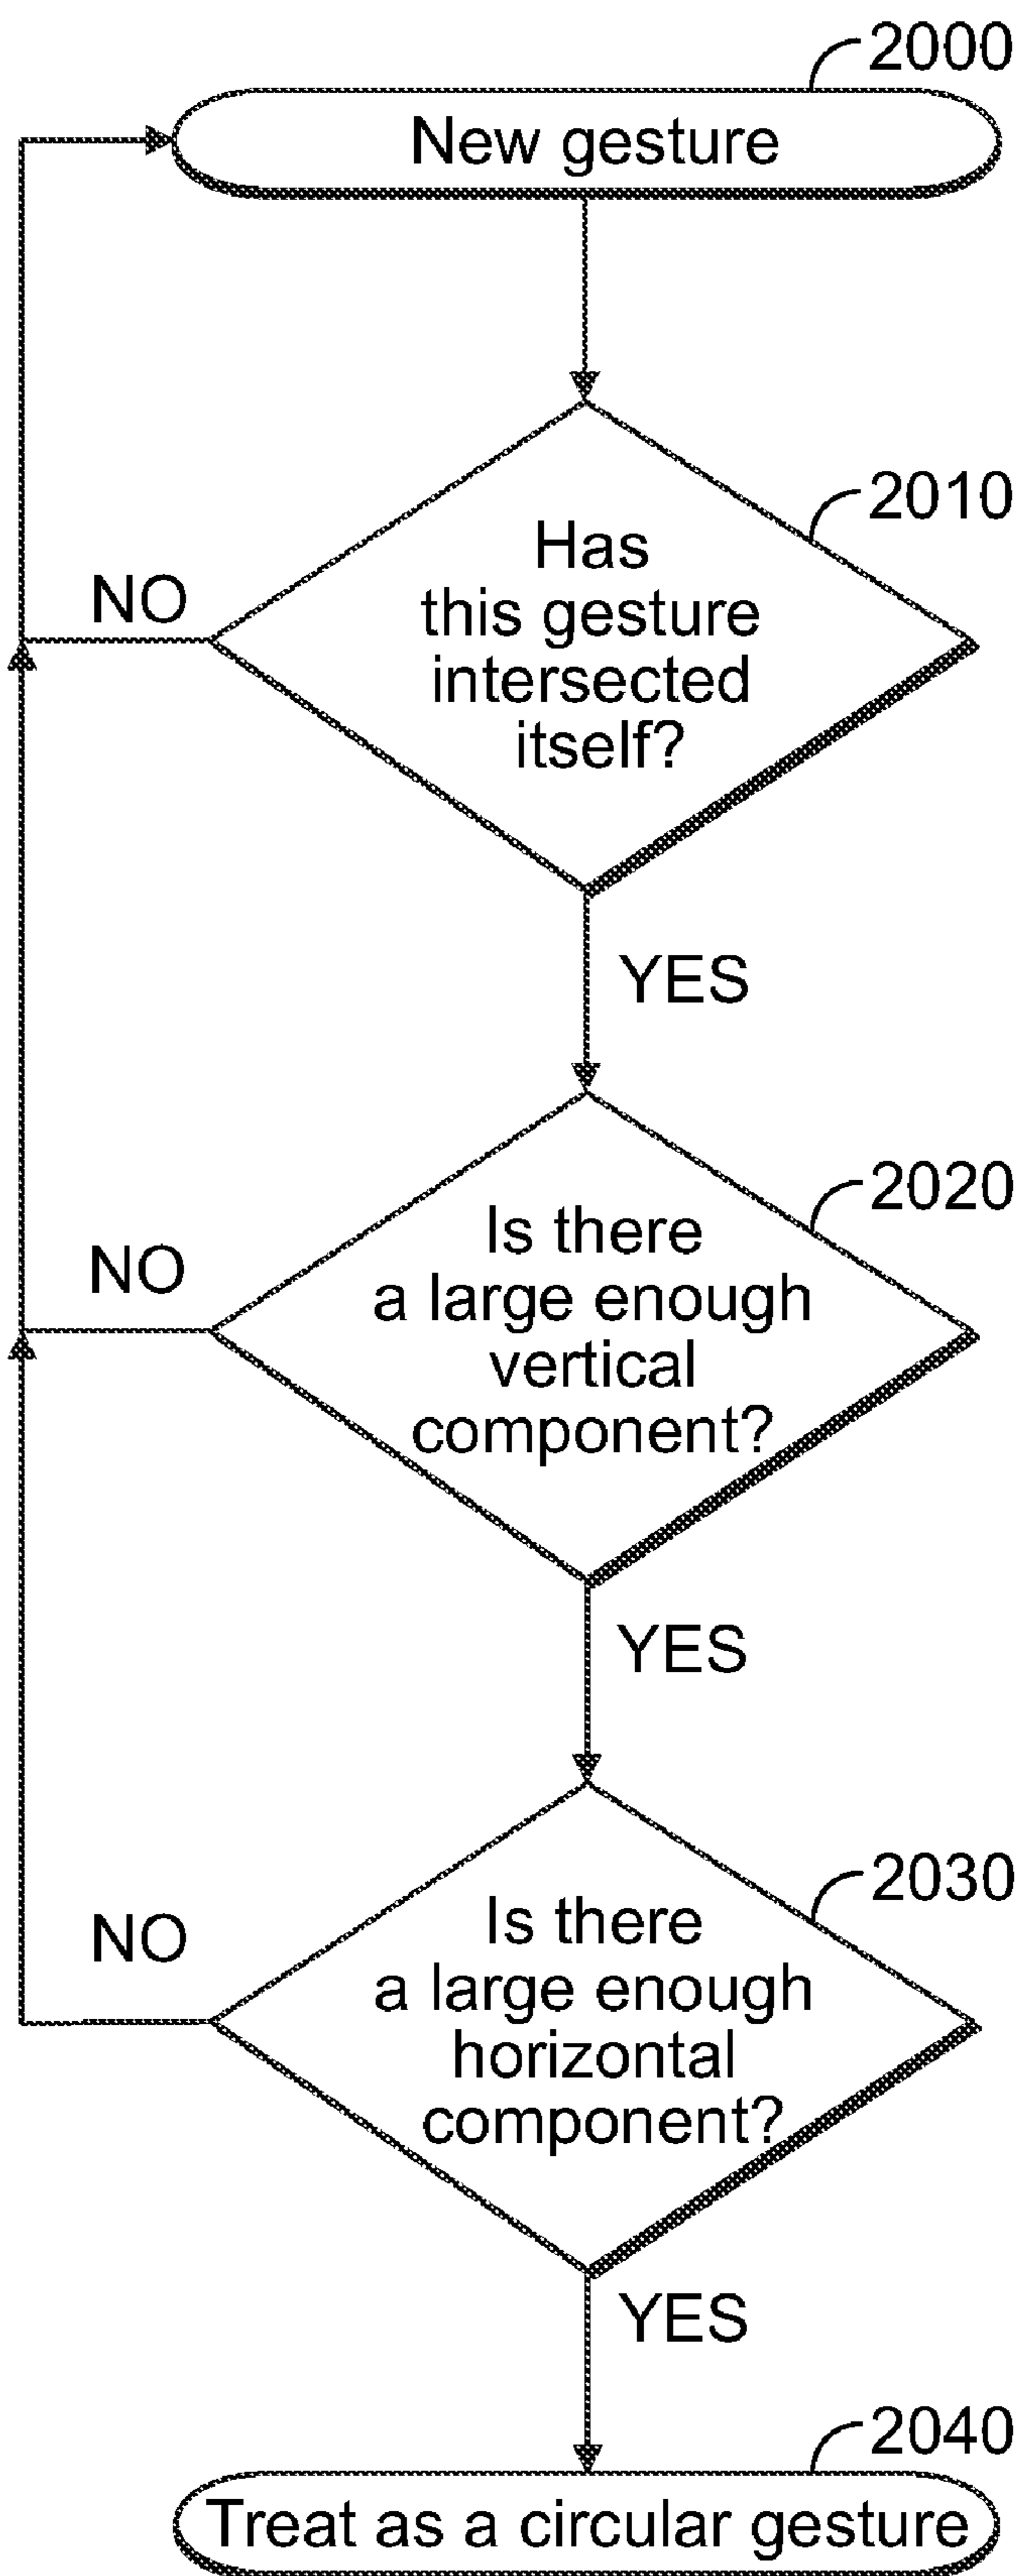 2000
New gesture
2010
Has
this gesture
intersected
itself?
NO
YES
2020
Is there
a large enough
vertical
component?
NO
YES
2030
Is there
a large enough
horizontal
component?
NO
YES
2040
Treat as a circular gesture